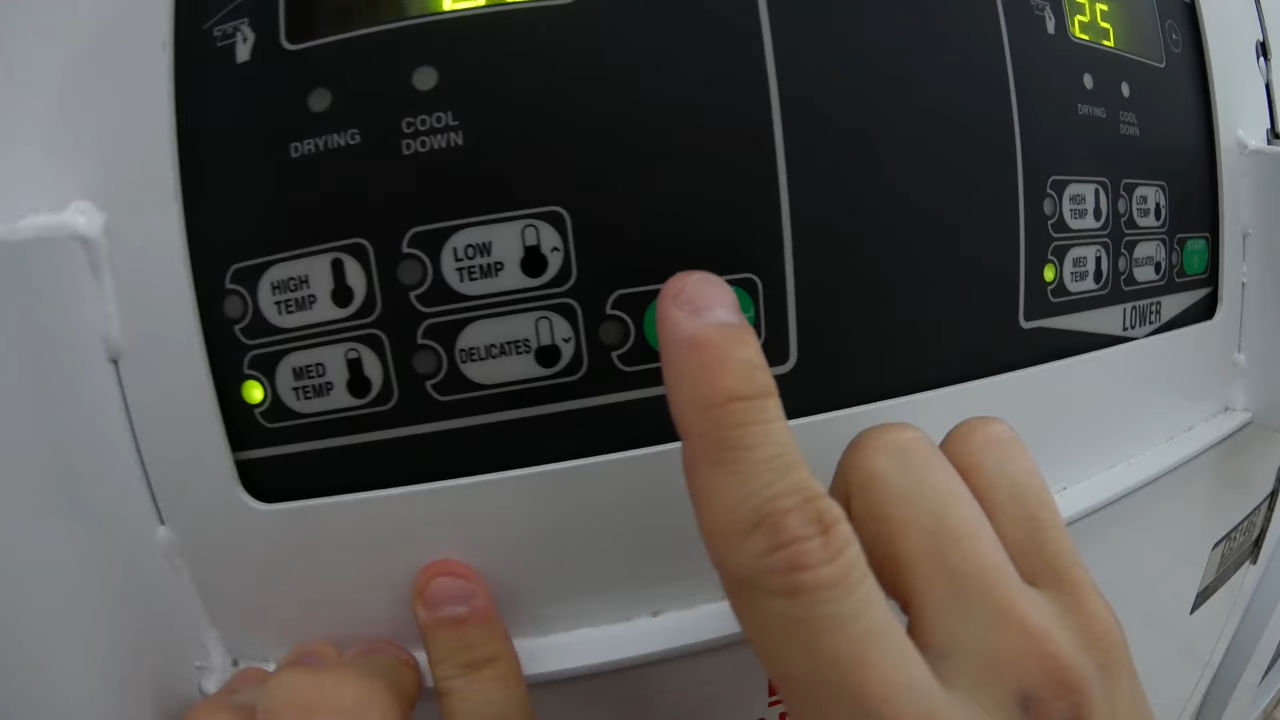 25
DRYING
COOL
DOWN
DRYING
COOL
DOWN
HIGH
TEMP
LOW
TEMP
MED
TEMP
DELICATES
HIGH
TEMP
LOW
TEMP
MED
TEMP
DELICATES
LOWER